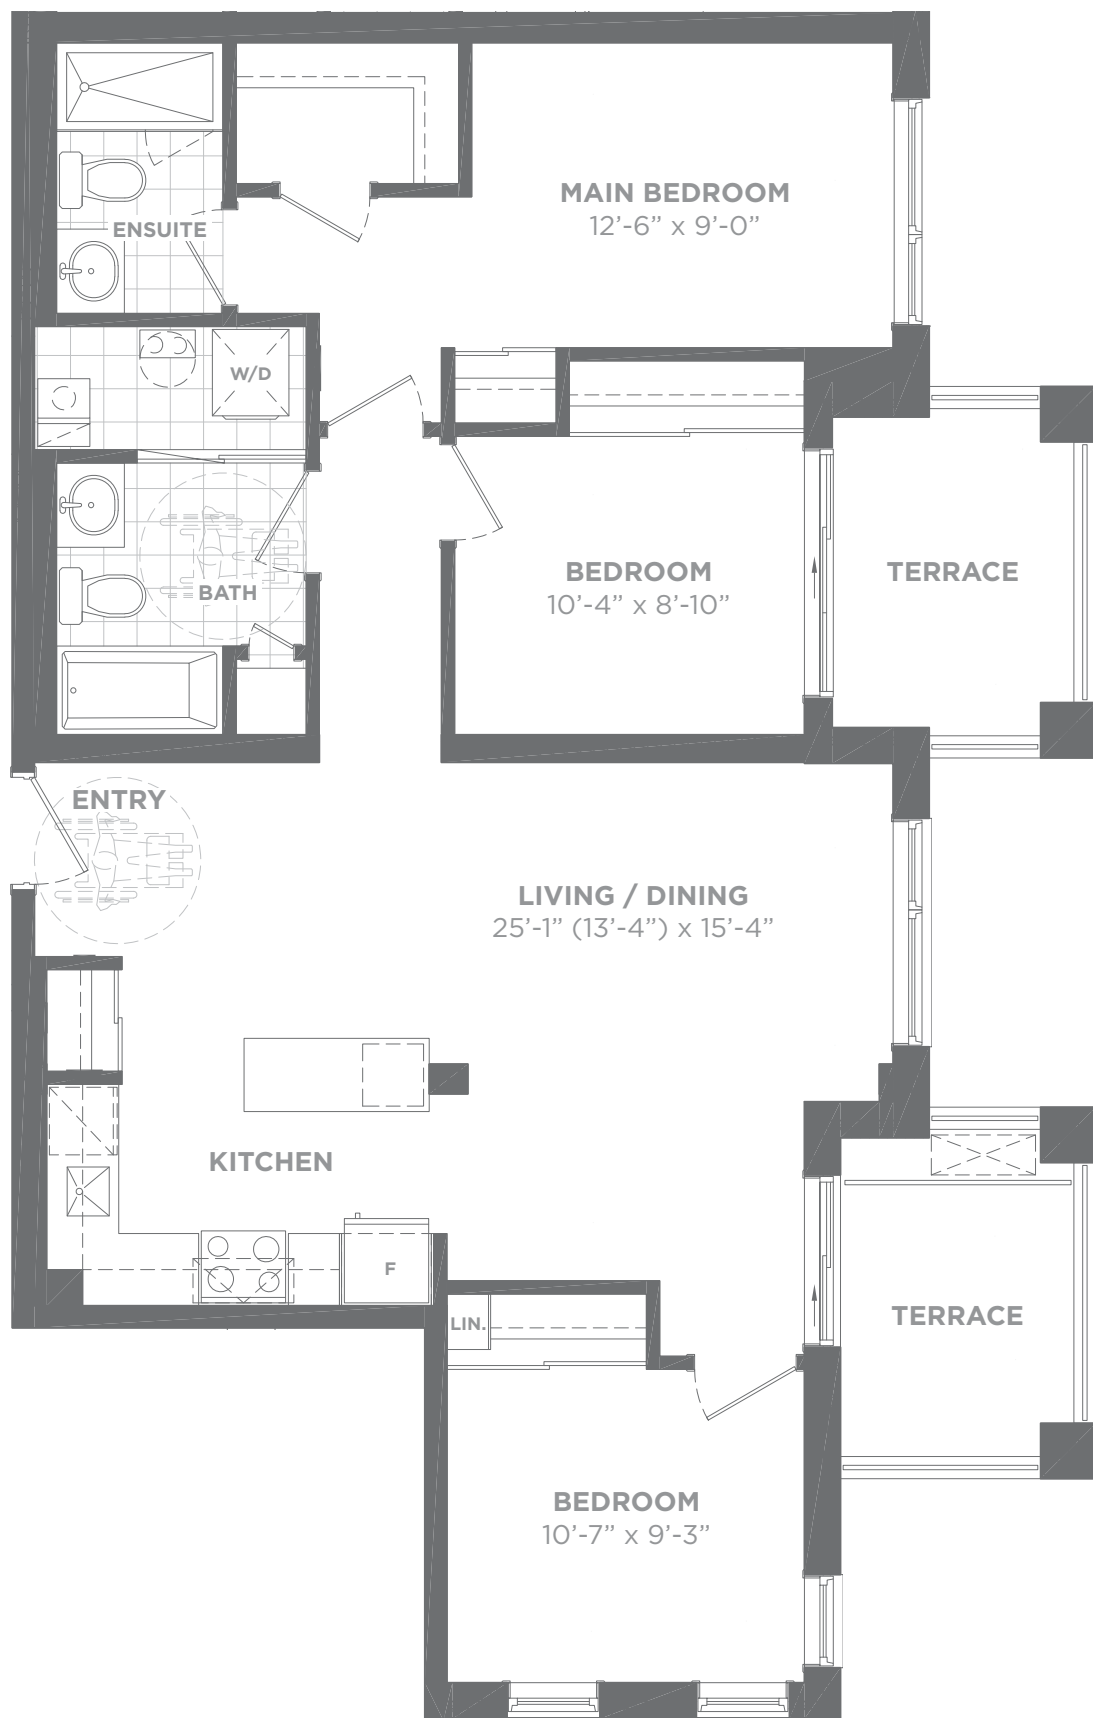 MAIN BEDROOM
12’-6” x 9’-0”
ENSUITE
W/D
BEDROOM
10’-4” x 8’-10”
TERRACE
BATH
ENTRY
LIVING / DINING
25’-1” (13’-4”) x 15’-4”
KITCHEN
F
LIN.
TERRACE
BEDROOM
10’-7” x 9’-3”